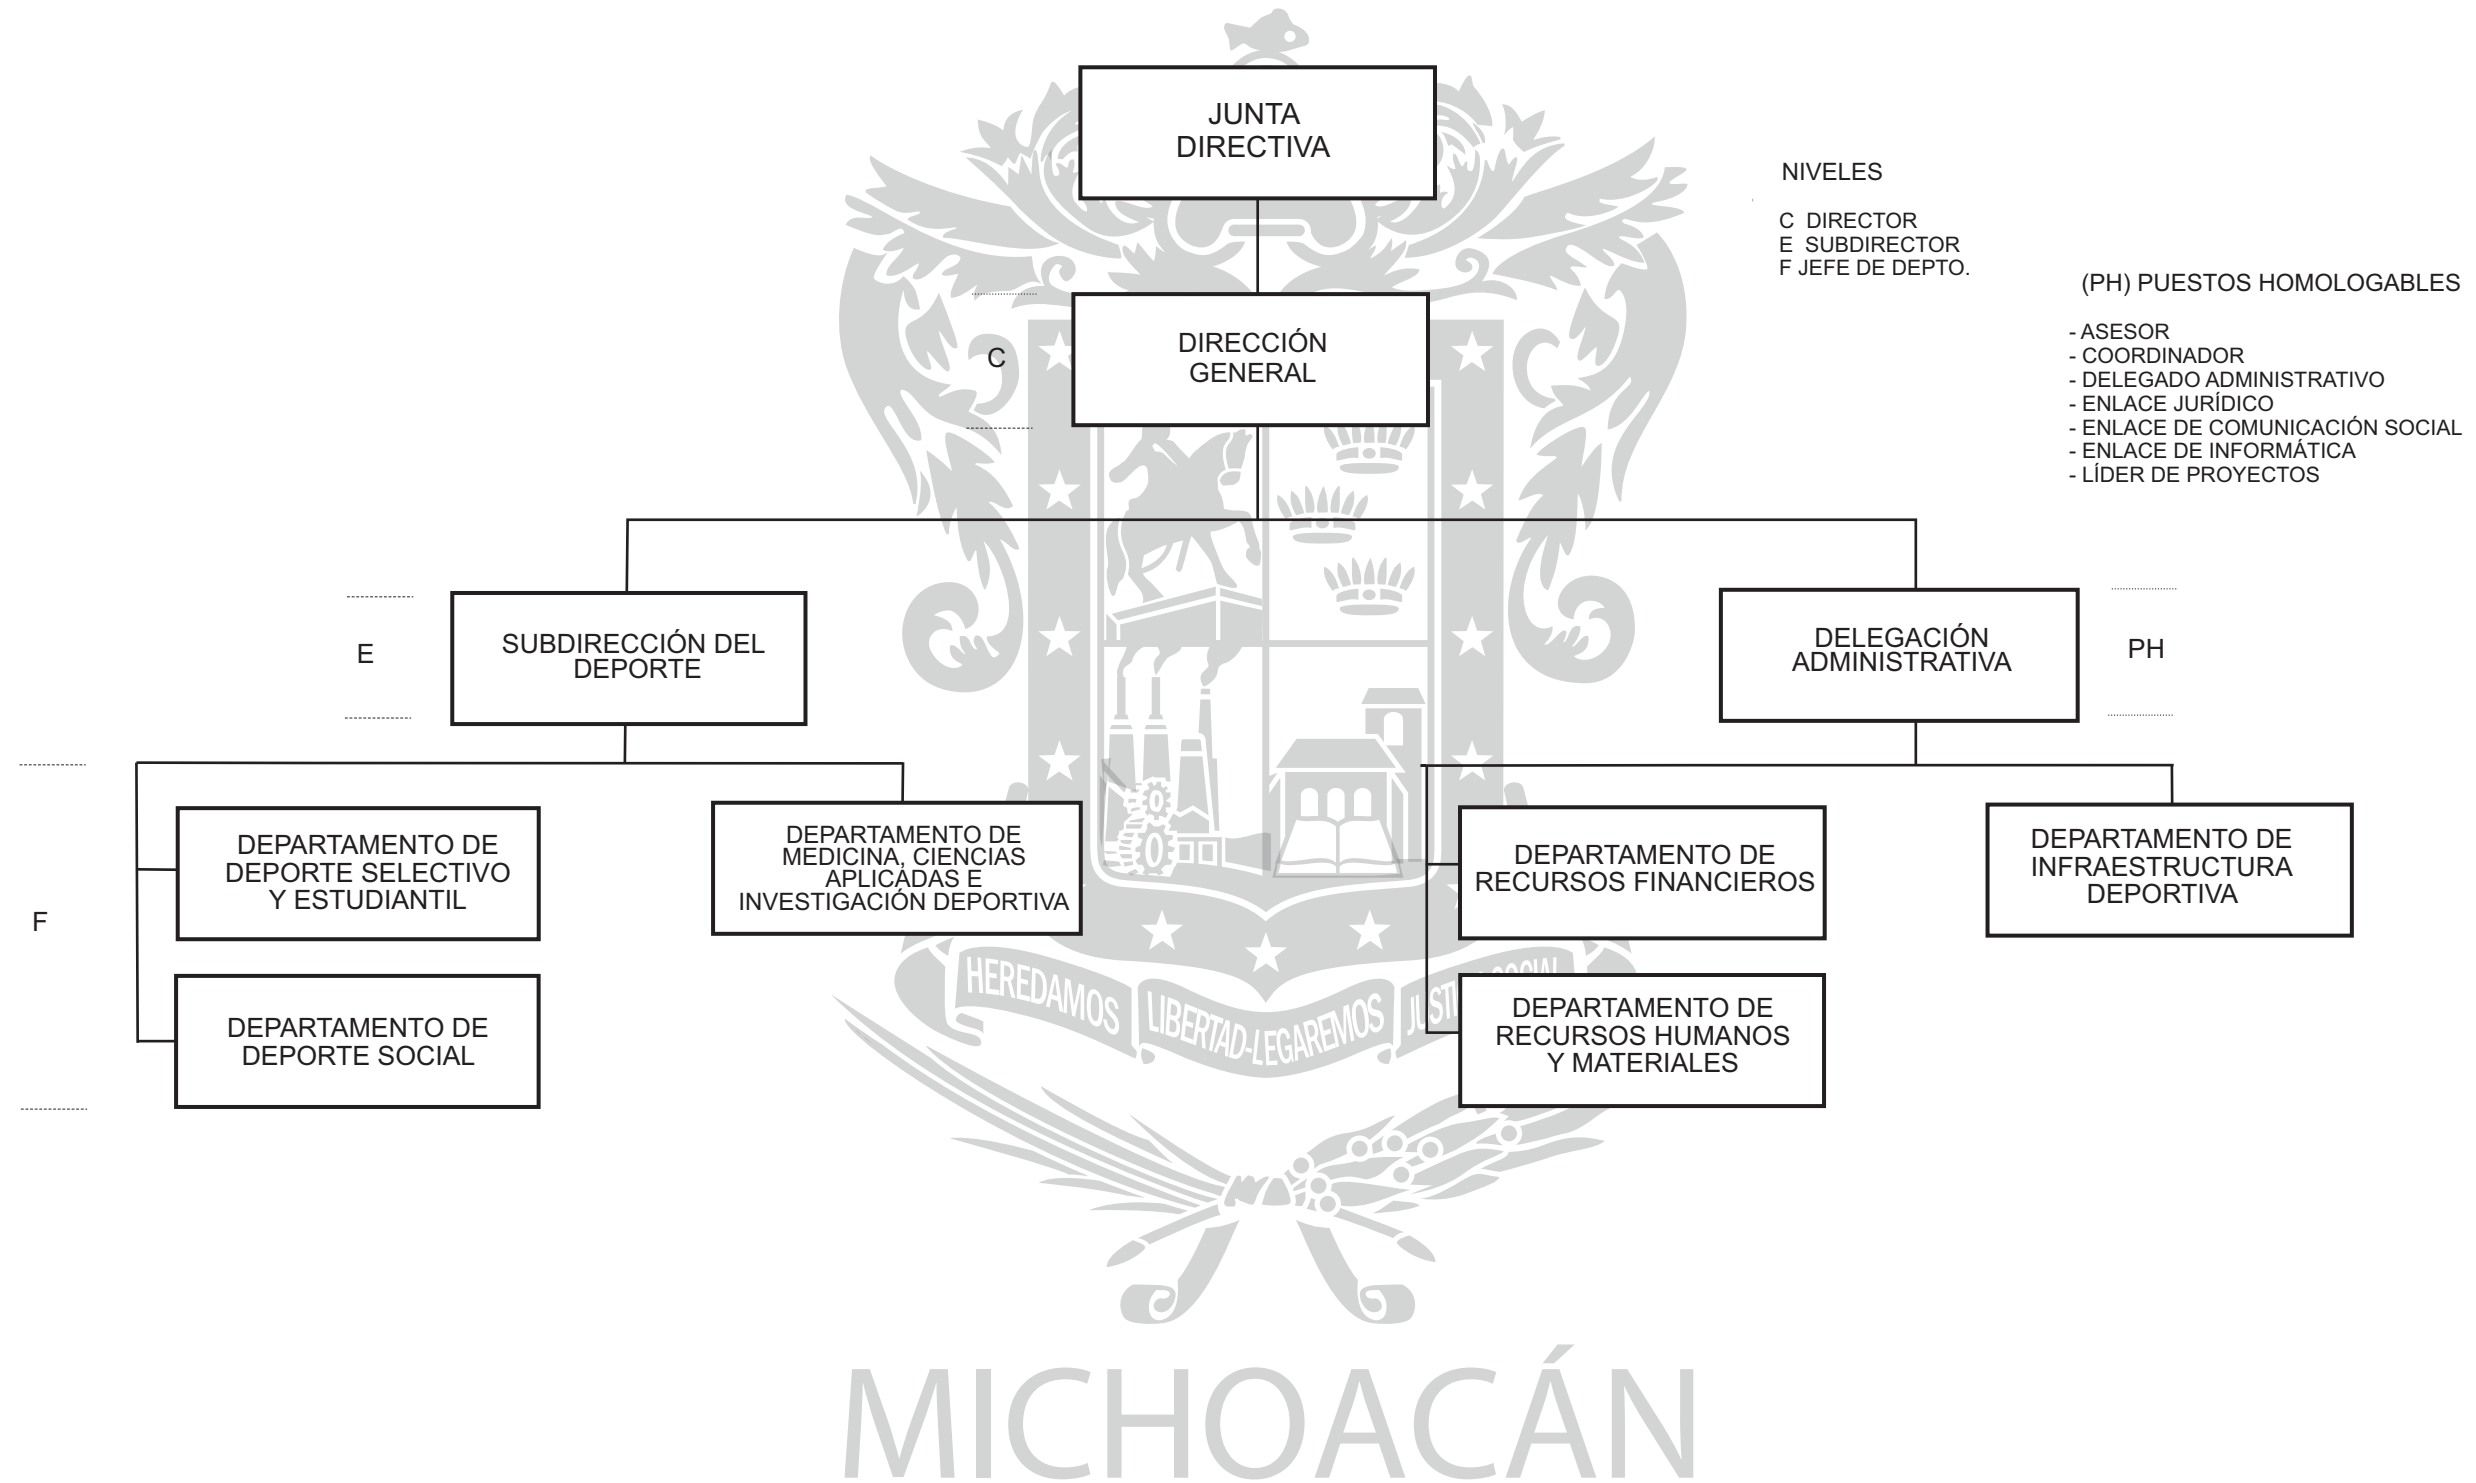 JUNTA
DIRECTIVA
NIVELES
C DIRECTOR
E SUBDIRECTOR
F JEFE DE DEPTO.
(PH) PUESTOS HOMOLOGABLES
- ASESOR
- COORDINADOR
- DELEGADO ADMINISTRATIVO
- ENLACE JURÍDICO
- ENLACE DE COMUNICACIÓN SOCIAL
- ENLACE DE INFORMÁTICA
- LÍDER DE PROYECTOS
C
DIRECCIÓN
GENERAL
E
SUBDIRECCIÓN DEL
DEPORTE
DELEGACIÓN
ADMINISTRATIVA
PH
F
DEPARTAMENTO DE
DEPORTE SELECTIVO
Y ESTUDIANTIL
DEPARTAMENTO DE
MEDICINA, CIENCIAS
APLICADAS E
INVESTIGACIÓN DEPORTIVA
DEPARTAMENTO DE
RECURSOS FINANCIEROS
DEPARTAMENTO DE
INFRAESTRUCTURA
DEPORTIVA
DEPARTAMENTO DE
DEPORTE SOCIAL
DEPARTAMENTO DE
RECURSOS HUMANOS
Y MATERIALES
HEREDAMOS LIBERTAD-LEGAREMOS
MICHOACÁN